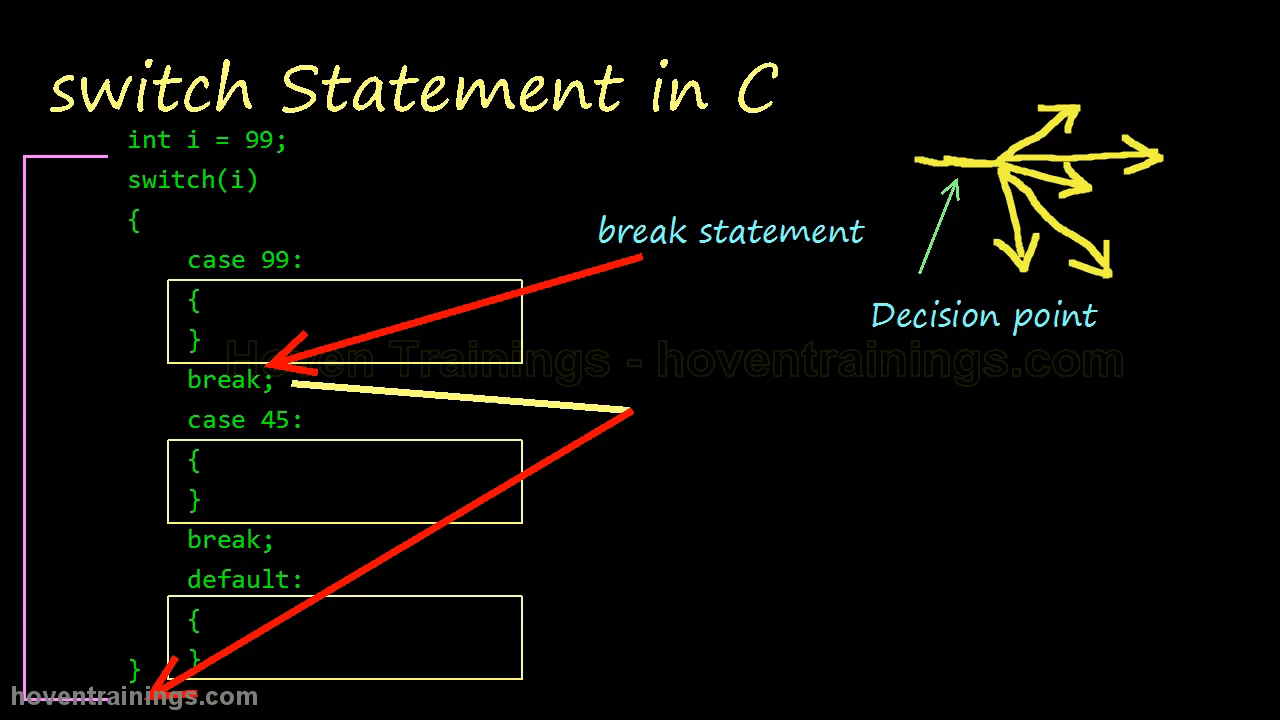 switch Statement in C
int i = 99;
switch(i)
{
case 99:
break statement
{
}
Decision point
Hoven Trainings - hoventrainings.com
break;
case 45:
{
}
break;
default:
{
}
}
hoventrainings.com